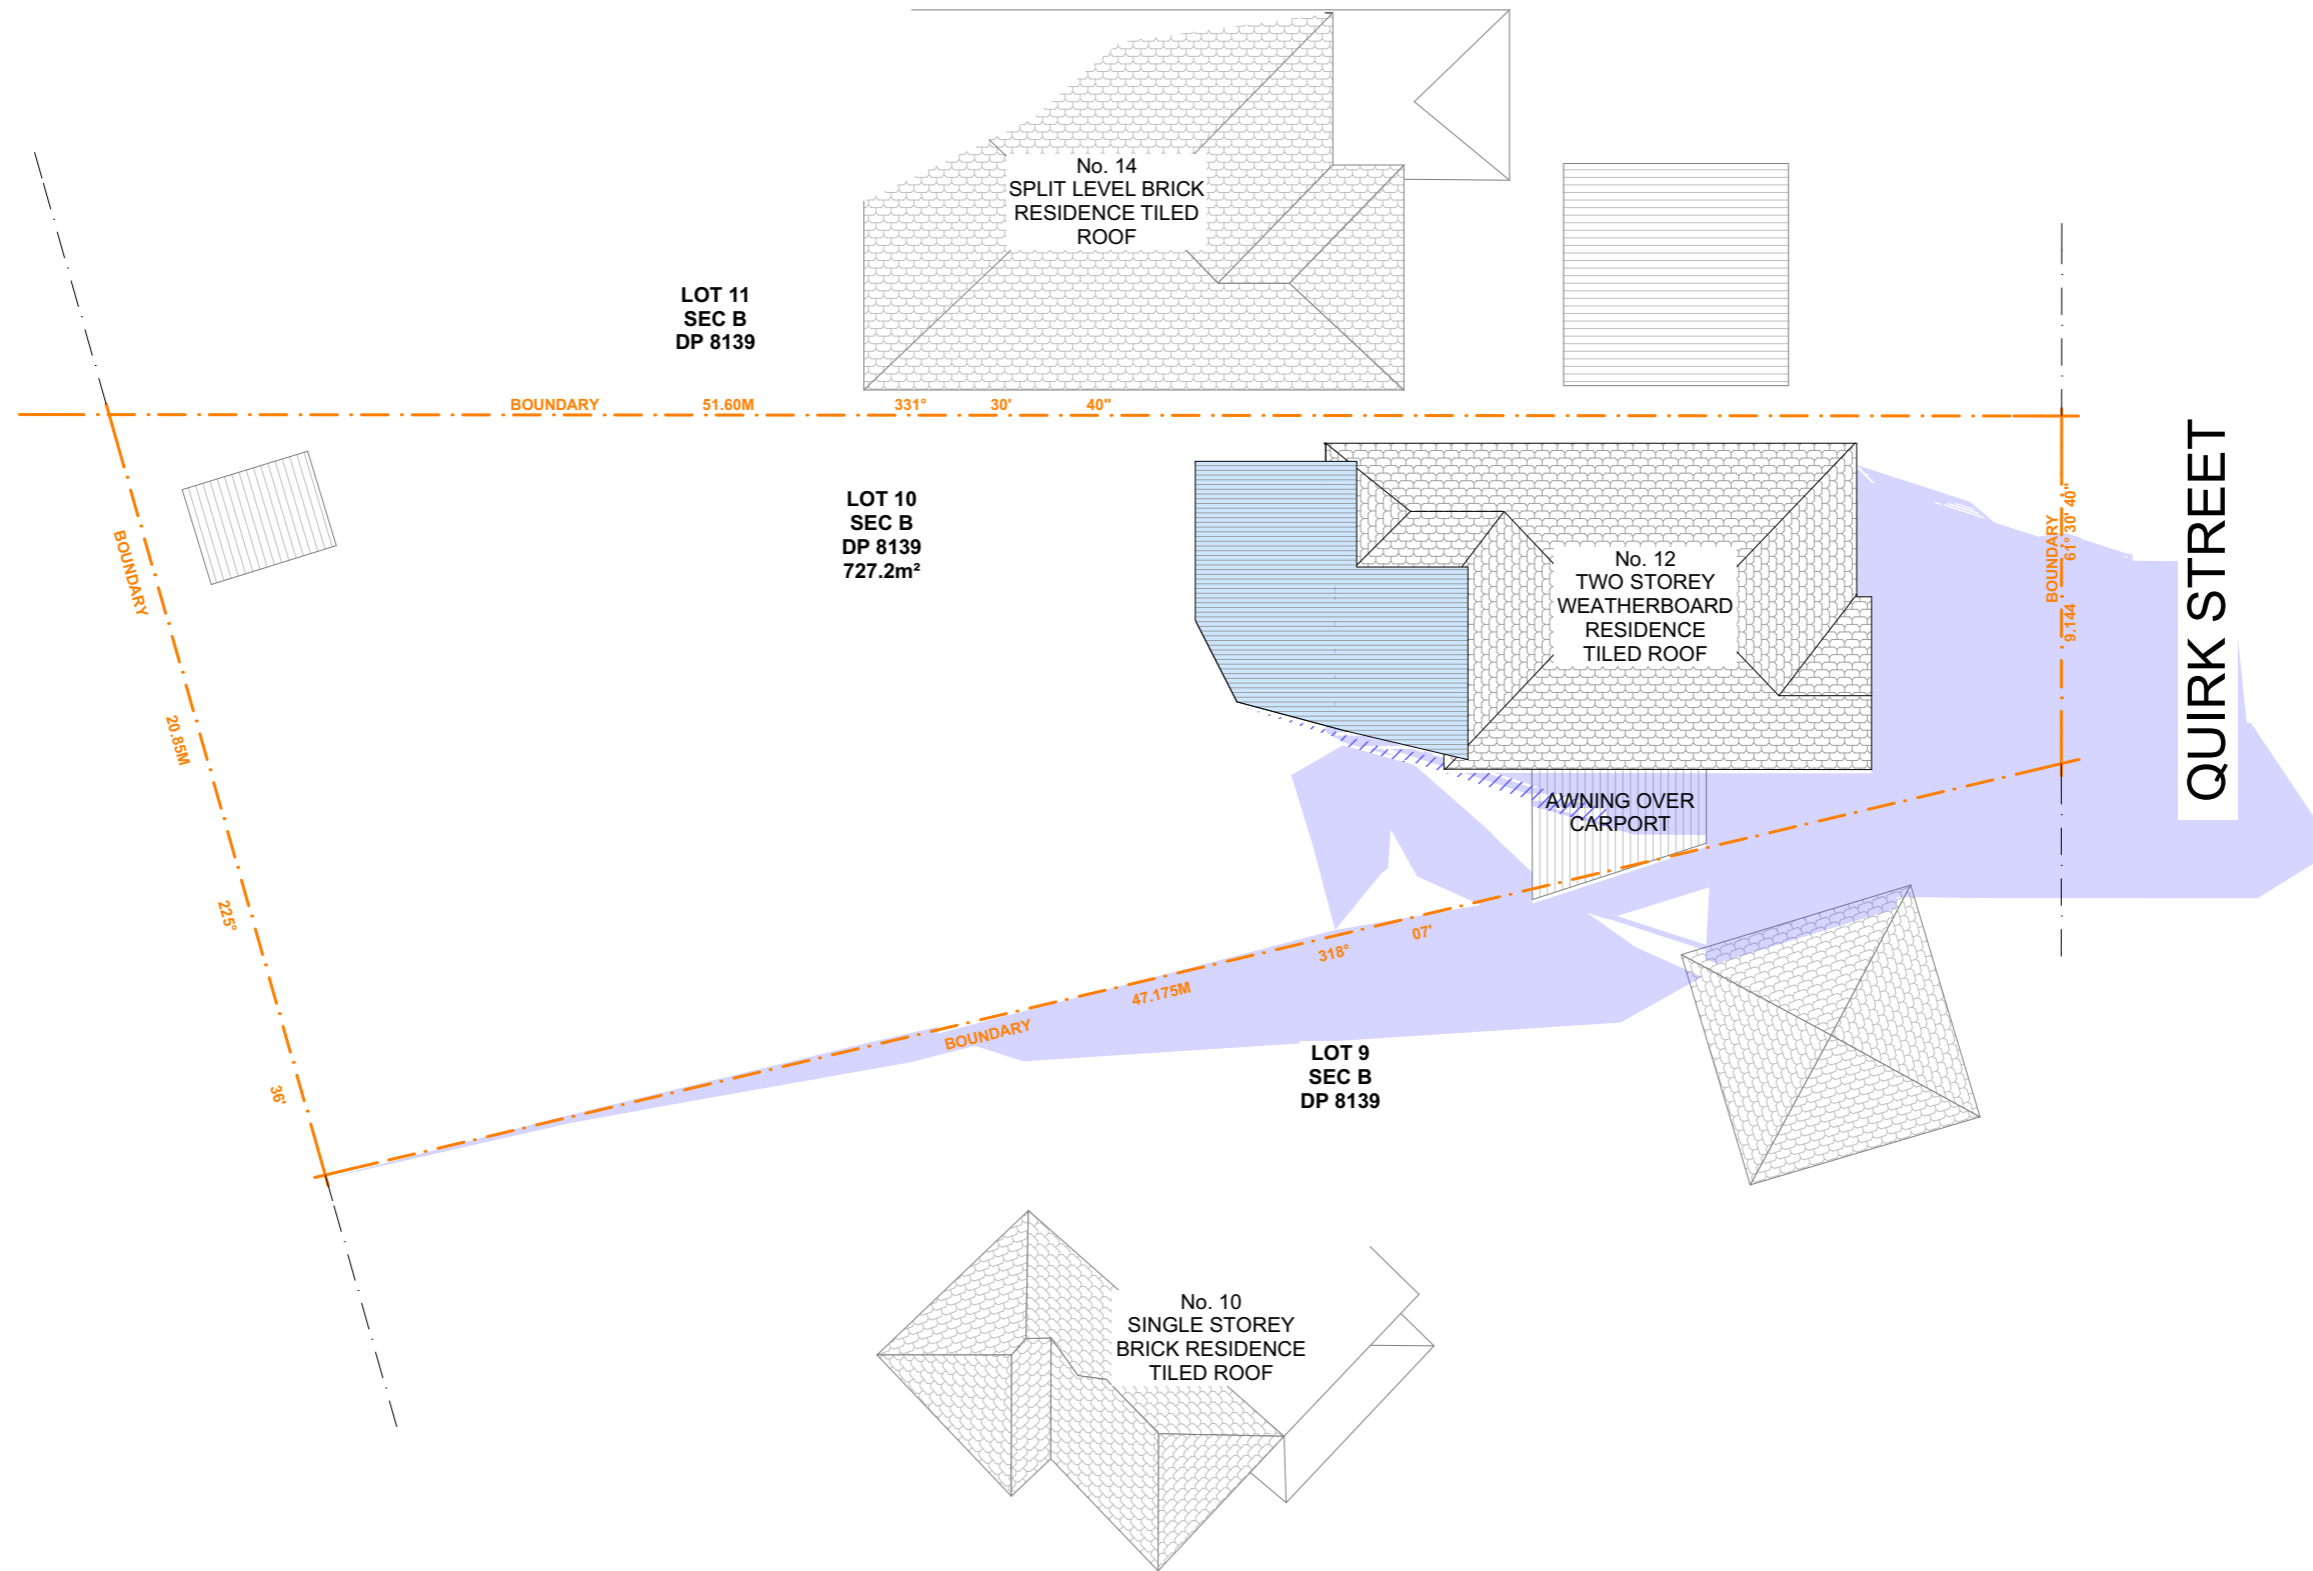 No. 14
SPLIT LEVEL BRICK
RESIDENCE TILED
ROOF
LOT 11
SEC B
DP 8139
BOUNDARY 51.60M 331° 30' 40"
LOT 10
SEC B
DP 8139
727.2m²
No. 12
TWO STOREY
WEATHERBOARD
RESIDENCE
TILED ROOF
BOUNDARY
9.144 61° 30' 40"
QUIRK STREET
BOUNDARY 20.85M 225° 36'
AWNING OVER
CARPORT
BOUNDARY 47.175M 318° 07'
LOT 9
SEC B
DP 8139
No. 10
SINGLE STOREY
BRICK RESIDENCE
TILED ROOF